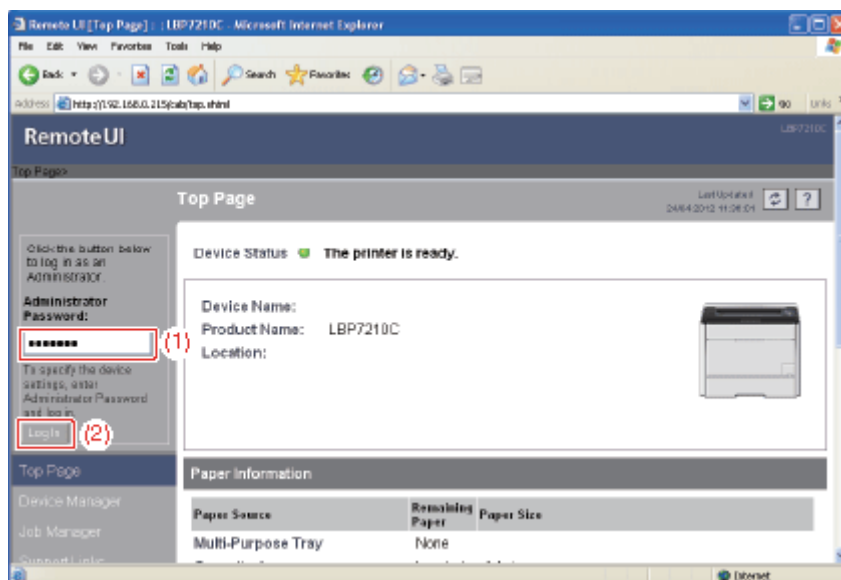 Remote UI [Top Page] : : LBP7210C - Microsoft Internet Explorer
File Edit View Favorites Tools Help
Back Search Favorites
Address http://192.168.0.215/cab/top.shtml Go Links
Remote UI
LBP7210C
Top Page>
Top Page
Last Updated
24/04/2012 11:36:01
?
Click the button below
to log in as an
Administrator.
Administrator
Password:
(1)
To specify the device
settings, enter
Administrator Password
and log in.
Log In
(2)
Top Page
Device Manager
Job Manager
Support Links
Device Status The printer is ready.
Device Name:
Product Name: LBP7210C
Location:
Paper Information
Paper Source Remaining Paper Paper Size
Multi-Purpose Tray None
Internet